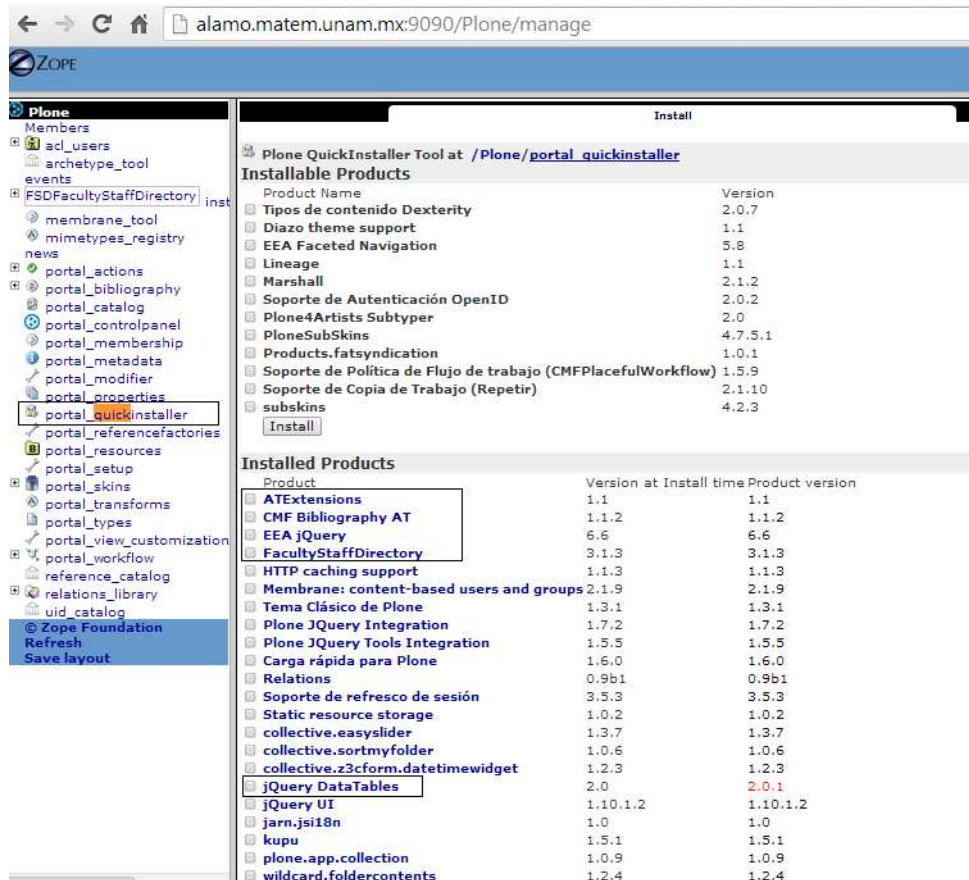 alamo.matem.unam.mx:9090/Plone/manage
ZOPE
Plone
Members
acl_users
archetype_tool
events
FSDFacultyStaffDirectory inst
membrane_tool
mimetypes_registry
news
portal_actions
portal_bibliography
portal_catalog
portal_controlpanel
portal_membership
portal_metadata
portal_modifier
portal_properties
portal_quickinstaller
portal_referencefactories
portal_resources
portal_setup
portal_skins
portal_transforms
portal_types
portal_view_customization
portal_workflow
reference_catalog
relations_library
uid_catalog
© Zope Foundation
Refresh
Save layout
Install
Plone QuickInstaller Tool at /Plone/portal_quickinstaller
Installable Products
Product Name Version
Tipos de contenido Dexterity 2.0.7
Diazo theme support 1.1
EEA Faceted Navigation 5.8
Lineage 1.1
Marshall 2.1.2
Soporte de Autenticación OpenID 2.0.2
Plone4Artists Subtyper 2.0
PloneSubSkins 4.7.5.1
Products.fatsyndication 1.0.1
Soporte de Política de Flujo de trabajo (CMFPlacefulWorkflow) 1.5.9
Soporte de Copia de Trabajo (Repetir) 2.1.10
subskins 4.2.3
Install
Installed Products
Product Version at Install time Product version
ATExtensions 1.1 1.1
CMF Bibliography AT 1.1.2 1.1.2
EEA jQuery 6.6 6.6
FacultyStaffDirectory 3.1.3 3.1.3
HTTP caching support 1.1.3 1.1.3
Membrane: content-based users and groups 2.1.9 2.1.9
Tema Clásico de Plone 1.3.1 1.3.1
Plone JQuery Integration 1.7.2 1.7.2
Plone JQuery Tools Integration 1.5.5 1.5.5
Carga rápida para Plone 1.6.0 1.6.0
Relations 0.9b1 0.9b1
Soporte de refresco de sesión 3.5.3 3.5.3
Static resource storage 1.0.2 1.0.2
collective.easyslider 1.3.7 1.3.7
collective.sortmyfolder 1.0.6 1.0.6
collective.z3cform.datetimewidget 1.2.3 1.2.3
jQuery DataTables 2.0 2.0.1
jQuery UI 1.10.1.2 1.10.1.2
jarn.jsi18n 1.0 1.0
kupu 1.5.1 1.5.1
plone.app.collection 1.0.9 1.0.9
wildcard.foldercontents 1.2.4 1.2.4